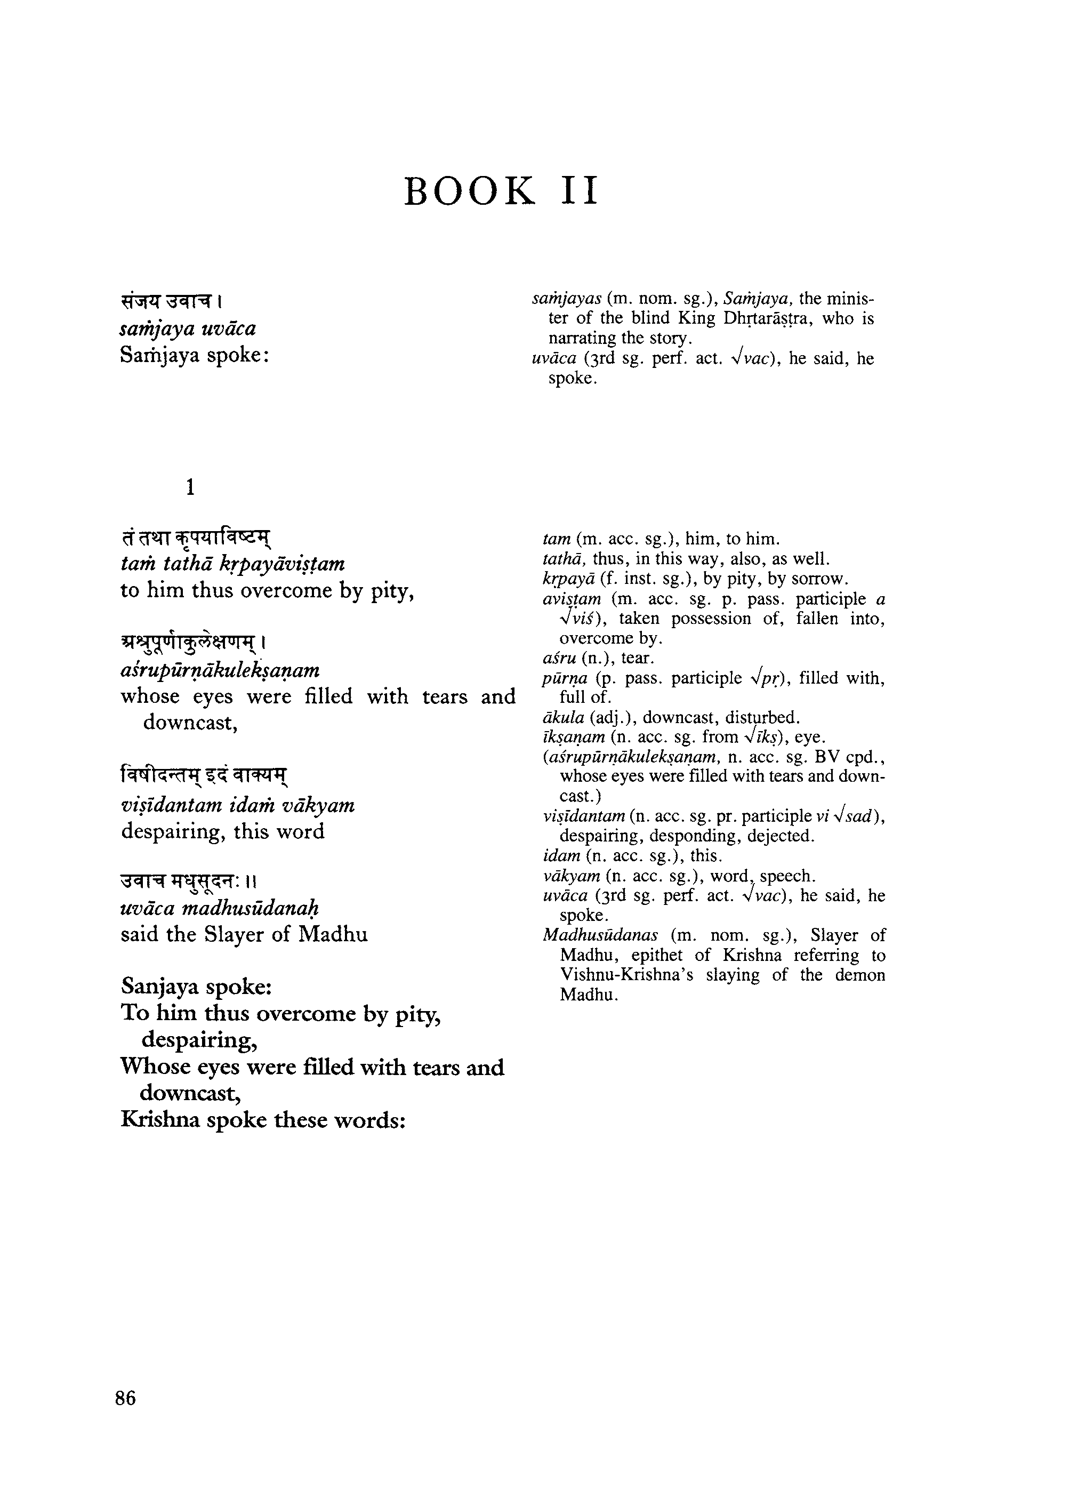 BOOK II
संजय उवाच ।
saṁjaya uvāca
Saṁjaya spoke:
saṁjayas (m. nom. sg.), Saṁjaya, the minis-
ter of the blind King Dhṛtarāṣṭra, who is
narrating the story.
uvāca (3rd sg. perf. act. √vac), he said, he
spoke.
1
तं तथा कृपयाविष्टम्
taṁ tathā kṛpayāviṣṭam
to him thus overcome by pity,
अश्रुपूर्णाकुलेक्षणम् ।
aśrupūrṇākulekṣaṇam
whose eyes were filled with tears and
downcast,
विषीदन्तम् इदं वाक्यम्
viṣīdantam idaṁ vākyam
despairing, this word
उवाच मधुसूदनः ॥
uvāca madhusūdanaḥ
said the Slayer of Madhu
Sanjaya spoke:
To him thus overcome by pity,
despairing,
Whose eyes were filled with tears and
downcast,
Krishna spoke these words:
tam (m. acc. sg.), him, to him.
tathā, thus, in this way, also, as well.
kṛpayā (f. inst. sg.), by pity, by sorrow.
aviṣṭam (m. acc. sg. p. pass. participle a
√viś), taken possession of, fallen into,
overcome by.
aśru (n.), tear.
pūrṇa (p. pass. participle √pṛ), filled with,
full of.
ākula (adj.), downcast, disturbed.
īkṣaṇam (n. acc. sg. from √īkṣ), eye.
(aśrupūrṇākulekṣaṇam, n. acc. sg. BV cpd.,
whose eyes were filled with tears and down-
cast.)
viṣīdantam (n. acc. sg. pr. participle vi √sad),
despairing, desponding, dejected.
idam (n. acc. sg.), this.
vākyam (n. acc. sg.), word, speech.
uvāca (3rd sg. perf. act. √vac), he said, he
spoke.
Madhusūdanas (m. nom. sg.), Slayer of
Madhu, epithet of Krishna referring to
Vishnu-Krishna's slaying of the demon
Madhu.
86